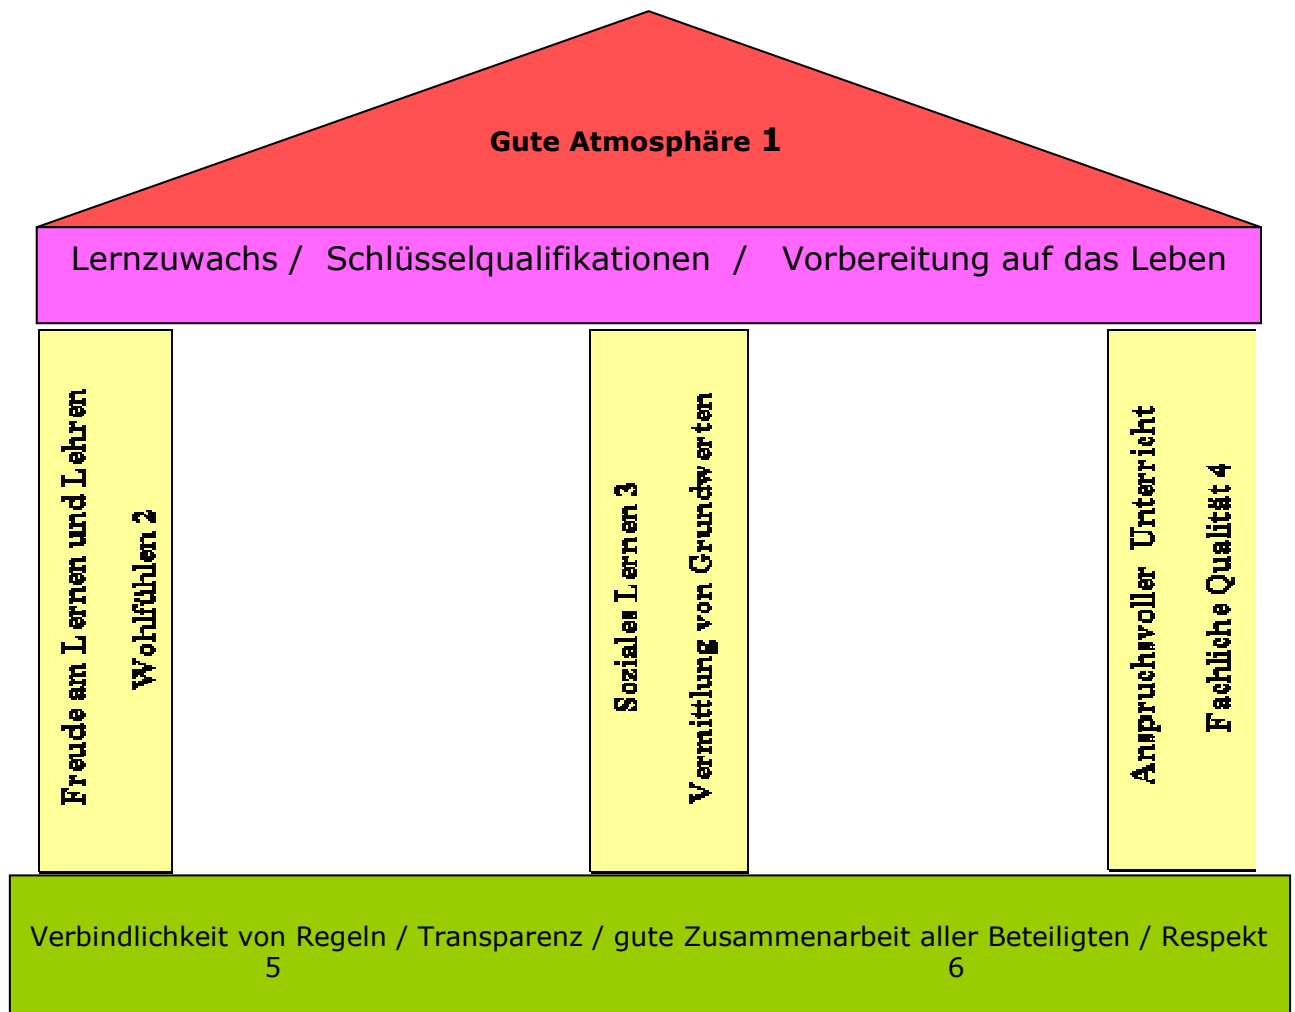 Gute Atmosphäre 1
Lernzuwachs / Schlüsselqualifikationen / Vorbereitung auf das Leben
Freude am Lernen und Lehren
Wohlfühlen 2
Soziales Lernen 3
Vermittlung von Grundwerten
Anspruchsvoller Unterricht
Fachliche Qualität 4
Verbindlichkeit von Regeln / Transparenz / gute Zusammenarbeit aller Beteiligten / Respekt
5 6